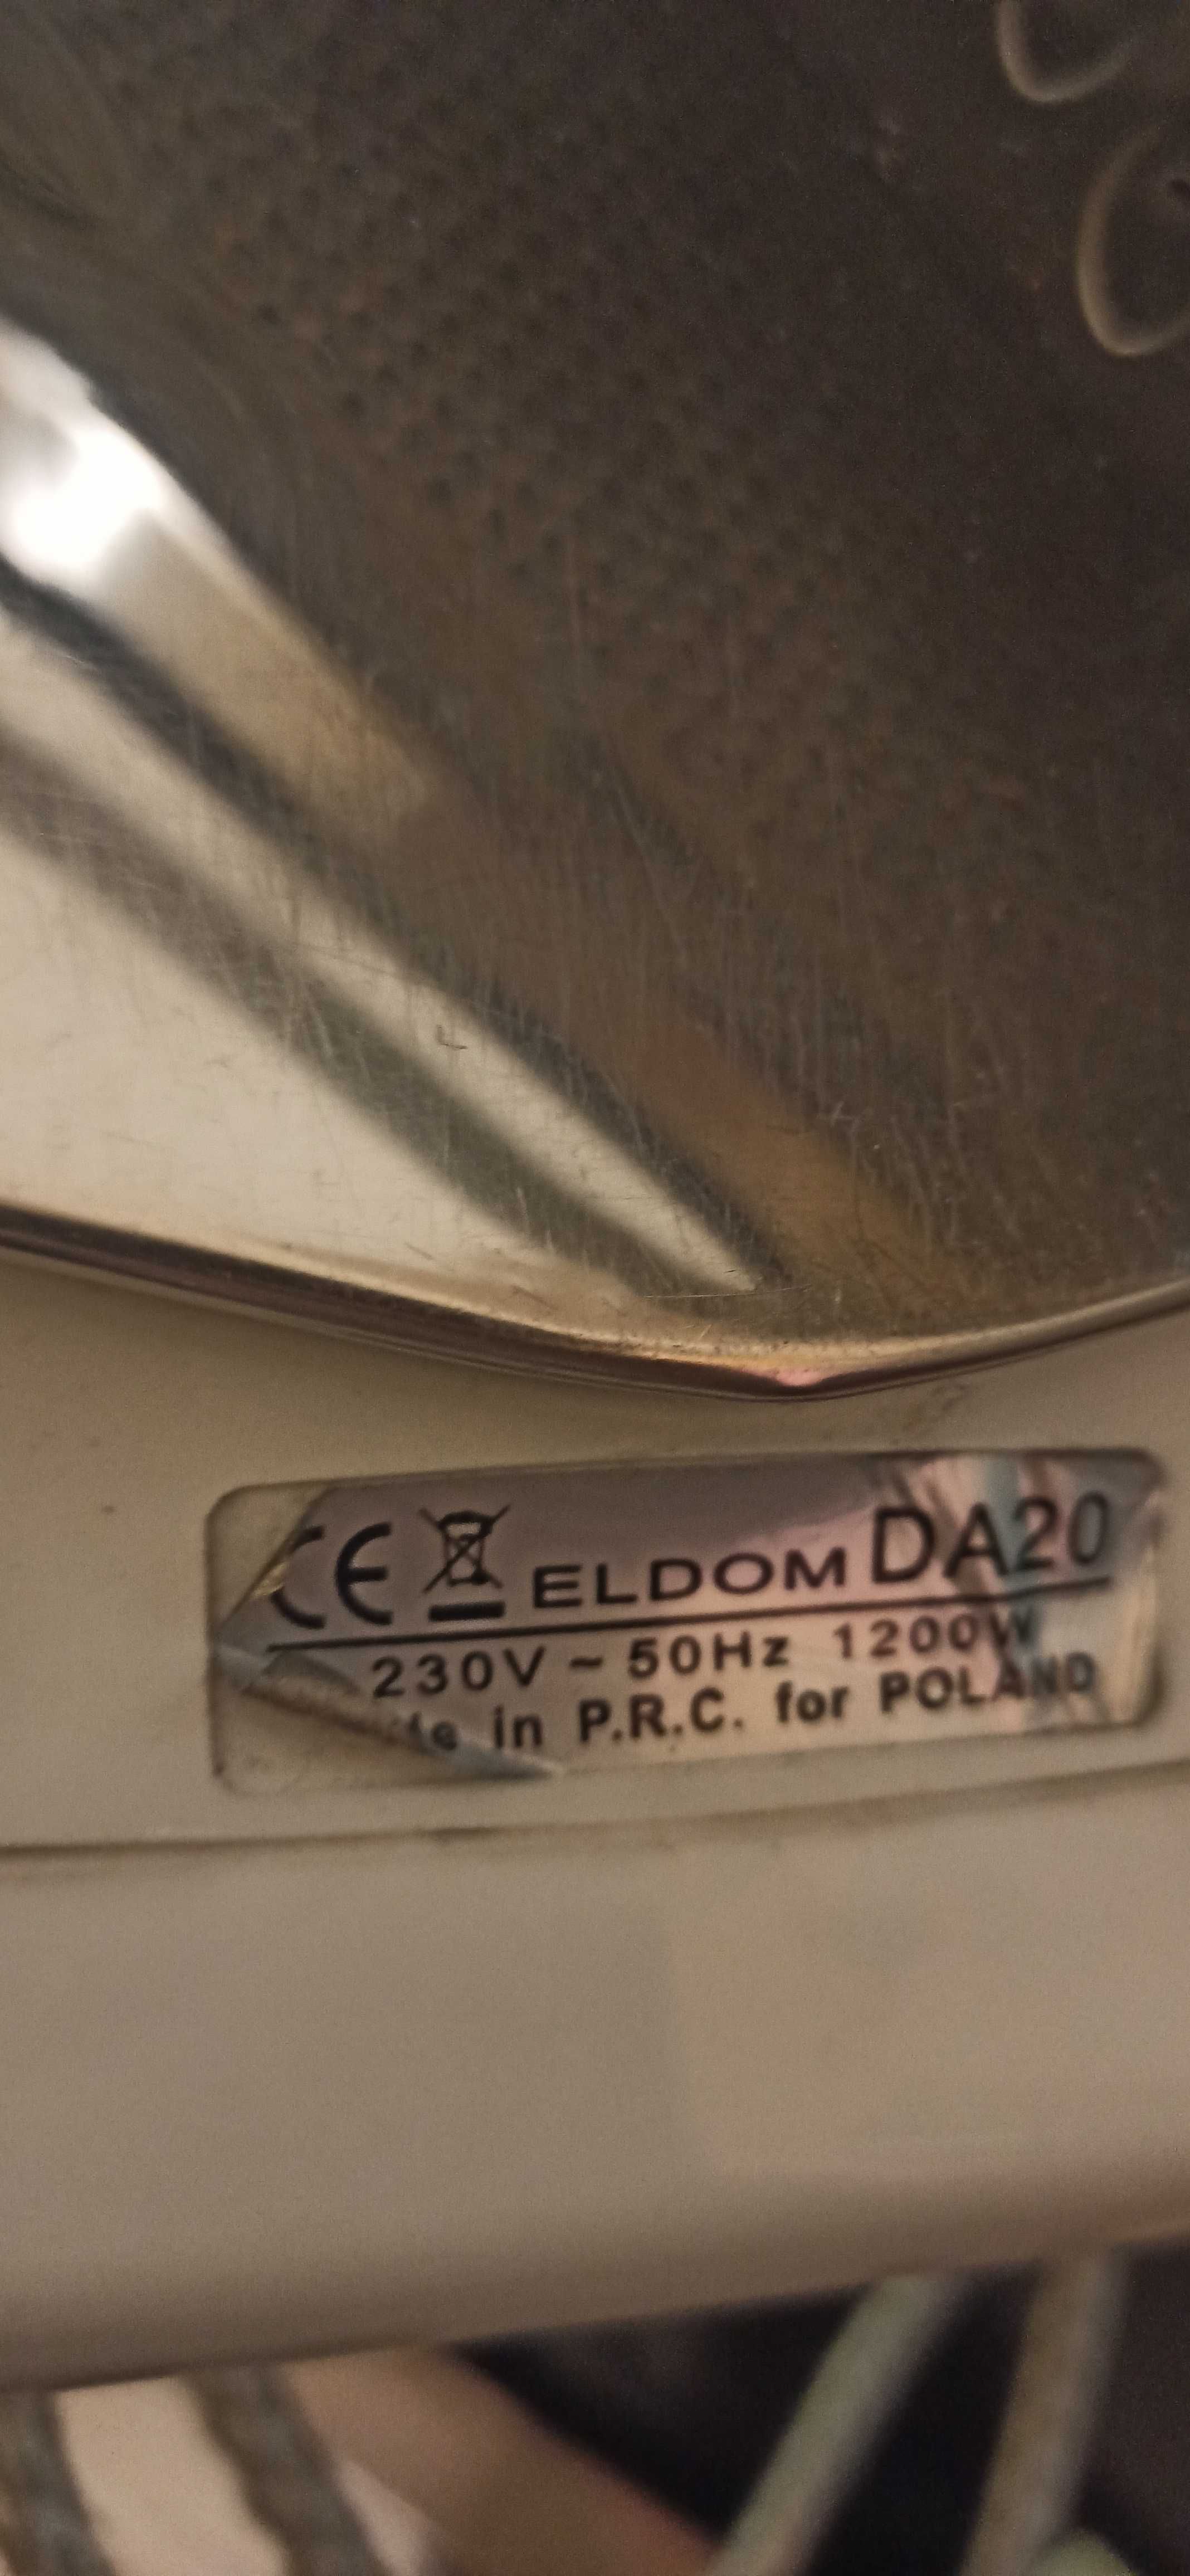 CE ELDOM DA20
230V ~ 50Hz 1200W
in P.R.C. for POLAND